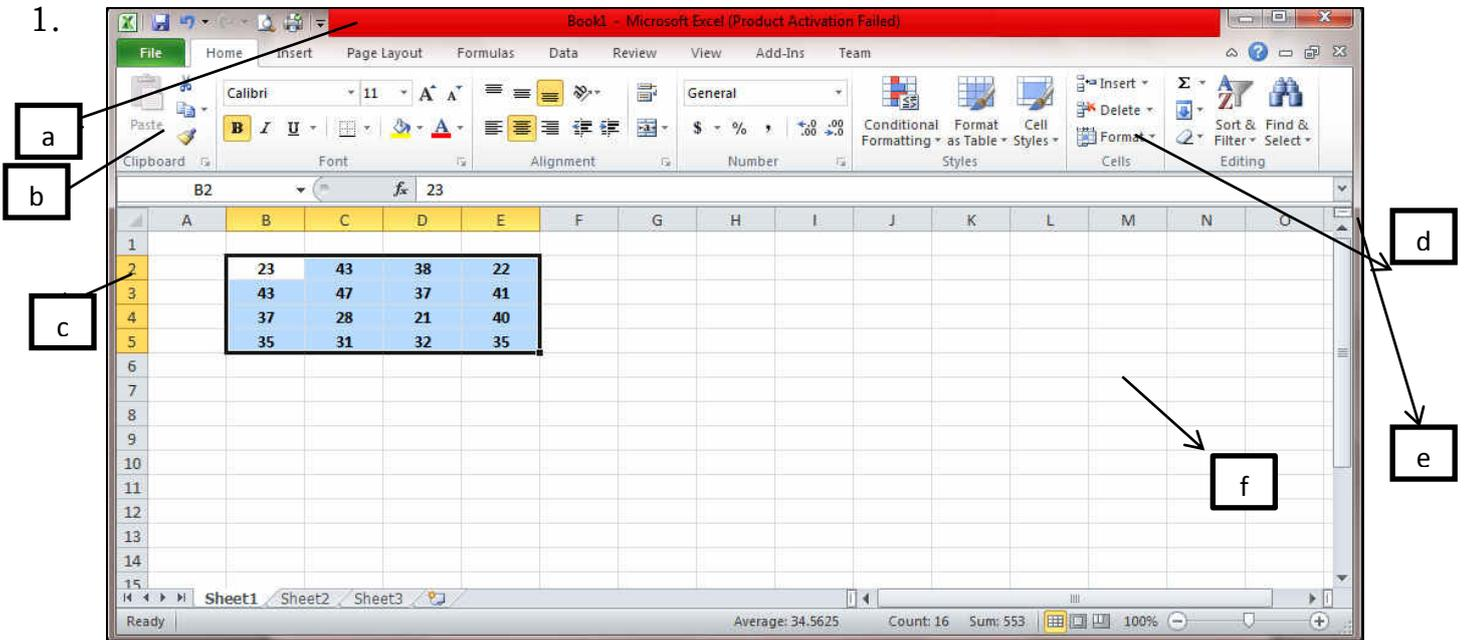 1.
Book1 - Microsoft Excel (Product Activation Failed)
File Home Insert Page Layout Formulas Data Review View Add-Ins Team
Calibri 11 A A General Insert Σ
Delete
a Paste B I U A $ % , .0 .00 .00 .0 Conditional Formatting Format as Table Cell Styles Format Sort & Filter Find & Select
Clipboard Font Alignment Number Styles Cells Editing
b B2 fx 23
A B C D E F G H I J K L M N O
1
2 23 43 38 22
3 43 47 37 41
4 37 28 21 40
5 35 31 32 35
6
7
8
9
10
11
12
13
14
15
c
d
e
f
Sheet1 Sheet2 Sheet3
Ready Average: 34.5625 Count: 16 Sum: 553 100%